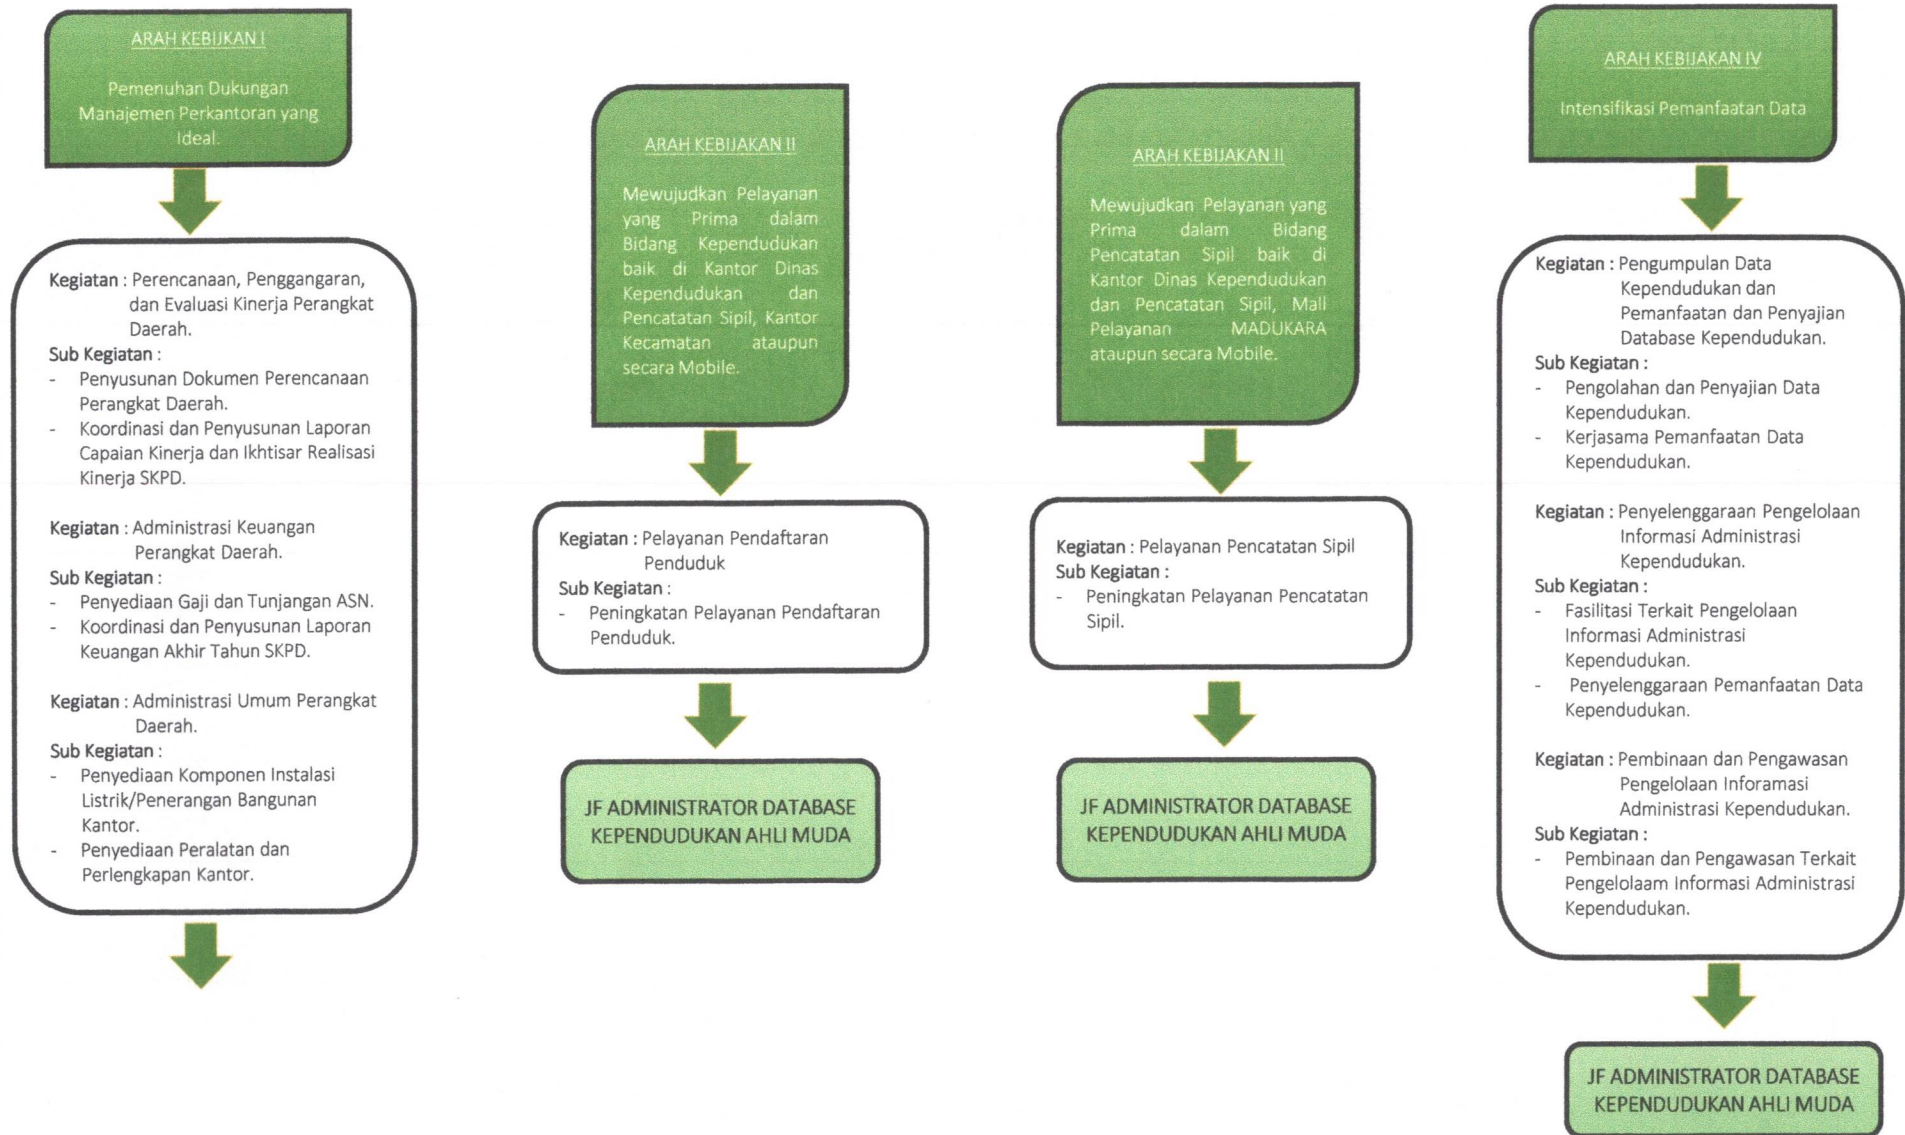 ARAH KEBIJKAN I
Pemenuhan Dukungan
Manajemen Perkantoran yang
Ideal.
Kegiatan : Perencanaan, Penggangaran,
dan Evaluasi Kinerja Perangkat
Daerah.
Sub Kegiatan :
- Penyusunan Dokumen Perencanaan
Perangkat Daerah.
- Koordinasi dan Penyusunan Laporan
Capaian Kinerja dan Ikhtisar Realisasi
Kinerja SKPD.
Kegiatan : Administrasi Keuangan
Perangkat Daerah.
Sub Kegiatan :
- Penyediaan Gaji dan Tunjangan ASN.
- Koordinasi dan Penyusunan Laporan
Keuangan Akhir Tahun SKPD.
Kegiatan : Administrasi Umum Perangkat
Daerah.
Sub Kegiatan :
- Penyediaan Komponen Instalasi
Listrik/Penerangan Bangunan
Kantor.
- Penyediaan Peralatan dan
Perlengkapan Kantor.
ARAH KEBIJAKAN II
Mewujudkan Pelayanan
yang Prima dalam
Bidang Kependudukan
baik di Kantor Dinas
Kependudukan dan
Pencatatan Sipil, Kantor
Kecamatan ataupun
secara Mobile.
Kegiatan : Pelayanan Pendaftaran
Penduduk
Sub Kegiatan :
- Peningkatan Pelayanan Pendaftaran
Penduduk.
JF ADMINISTRATOR DATABASE
KEPENDUDUKAN AHLI MUDA
ARAH KEBIJAKAN II
Mewujudkan Pelayanan yang
Prima dalam Bidang
Pencatatan Sipil baik di
Kantor Dinas Kependudukan
dan Pencatatan Sipil, Mall
Pelayanan MADUKARA
ataupun secara Mobile.
Kegiatan : Pelayanan Pencatatan Sipil
Sub Kegiatan :
- Peningkatan Pelayanan Pencatatan
Sipil.
JF ADMINISTRATOR DATABASE
KEPENDUDUKAN AHLI MUDA
ARAH KEBIJAKAN IV
Intensifikasi Pemanfaatan Data
Kegiatan : Pengumpulan Data
Kependudukan dan
Pemanfaatan dan Penyajian
Database Kependudukan.
Sub Kegiatan :
- Pengolahan dan Penyajian Data
Kependudukan.
- Kerjasama Pemanfaatan Data
Kependudukan.
Kegiatan : Penyelenggaraan Pengelolaan
Informasi Administrasi
Kependudukan.
Sub Kegiatan :
- Fasilitasi Terkait Pengelolaan
Informasi Administrasi
Kependudukan.
- Penyelenggaraan Pemanfaatan Data
Kependudukan.
Kegiatan : Pembinaan dan Pengawasan
Pengelolaan Inforamasi
Administrasi Kependudukan.
Sub Kegiatan :
- Pembinaan dan Pengawasan Terkait
Pengelolaam Informasi Administrasi
Kependudukan.
JF ADMINISTRATOR DATABASE
KEPENDUDUKAN AHLI MUDA